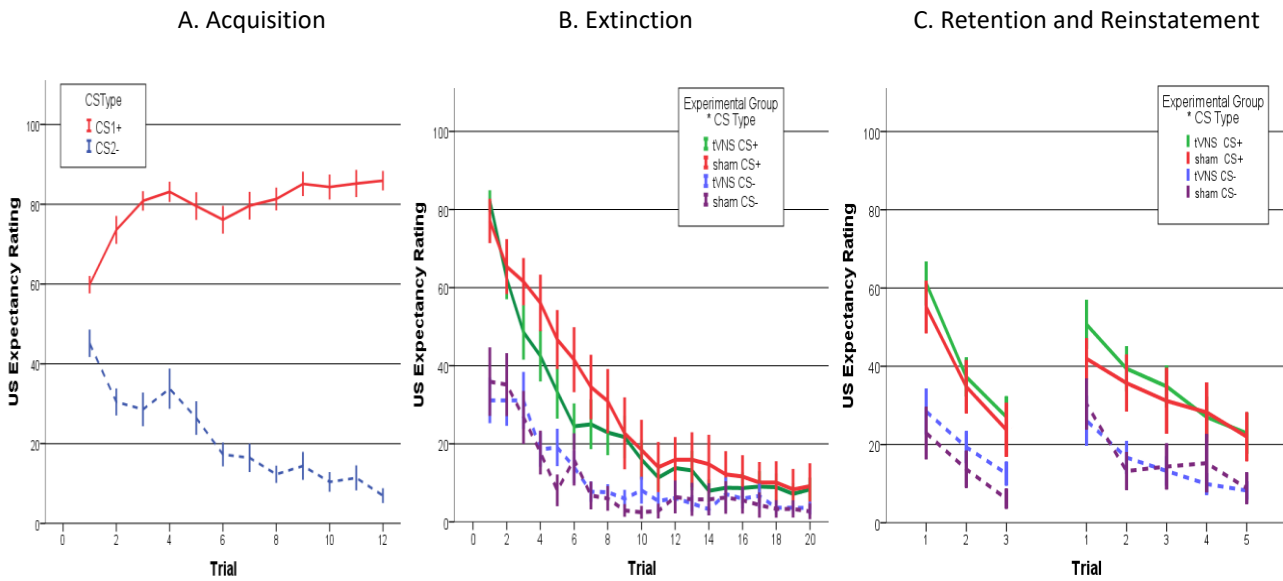 A. Acquisition
B. Extinction
C. Retention and Reinstatement
US Expectancy Rating
100
80
60
40
20
0
CSType
CS1+
CS2-
0 2 4 6 8 10 12
Trial
US Expectancy Rating
100
80
60
40
20
0
Experimental Group
* CS Type
tVNS CS+
sham CS+
tVNS CS-
sham CS-
0 2 4 6 8 10 12 14 16 18 20
Trial
US Expectancy Rating
100
80
60
40
20
0
Experimental Group
* CS Type
tVNS CS+
sham CS+
tVNS CS-
sham CS-
1 2 3 1 2 3 4 5
Trial